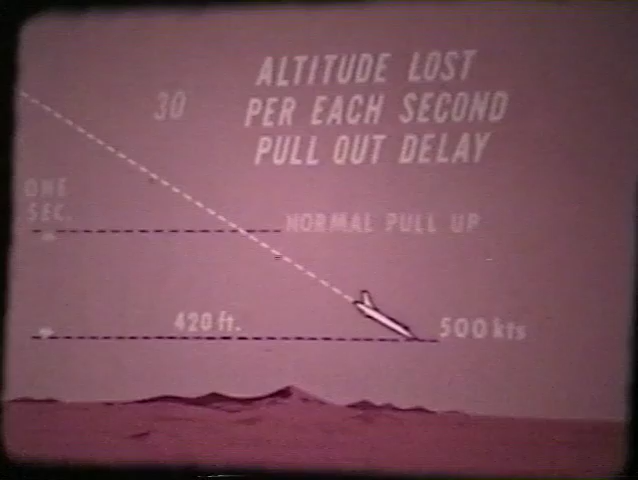 ALTITUDE LOST
PER EACH SECOND
PULL OUT DELAY
30
ONE
SEC.
NORMAL PULL UP
420 ft.
500 kts